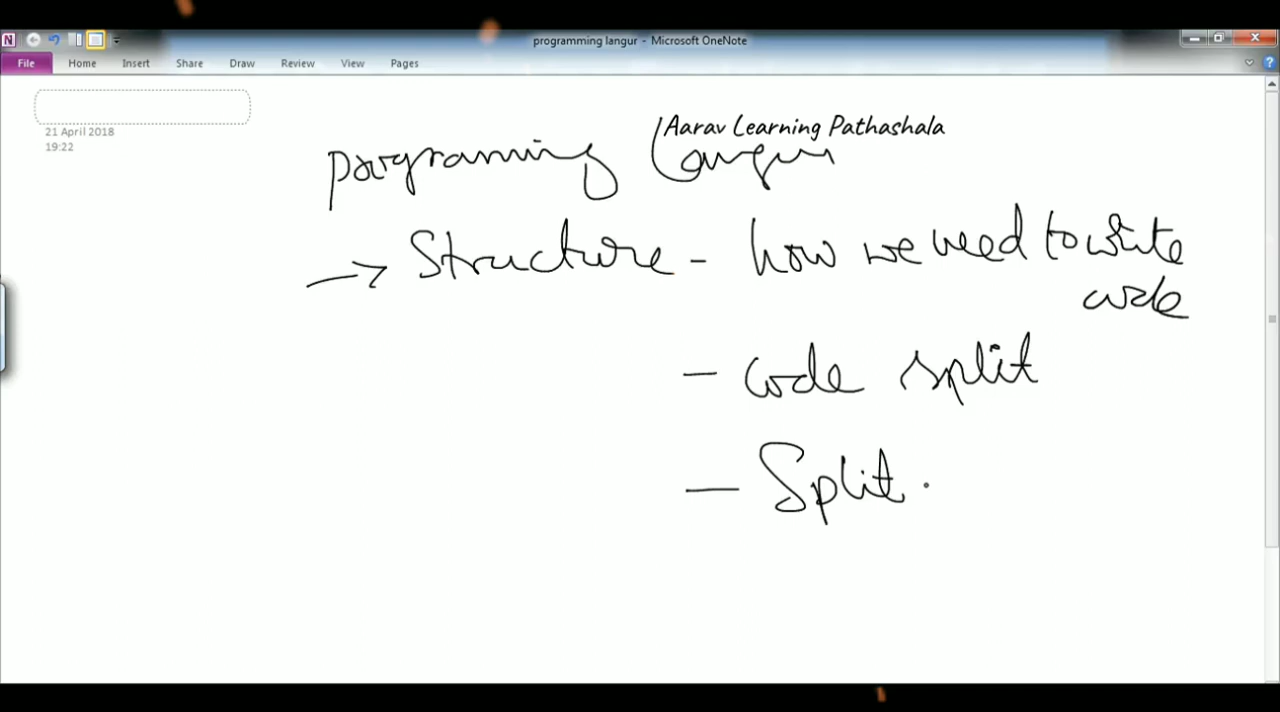 programming langur - Microsoft OneNote
File Home Insert Share Draw Review View Pages
21 April 2018
19:22
Aarav Learning Pathashala
programming Langur
→ Structure - how we need to write
code
- code split
- Split